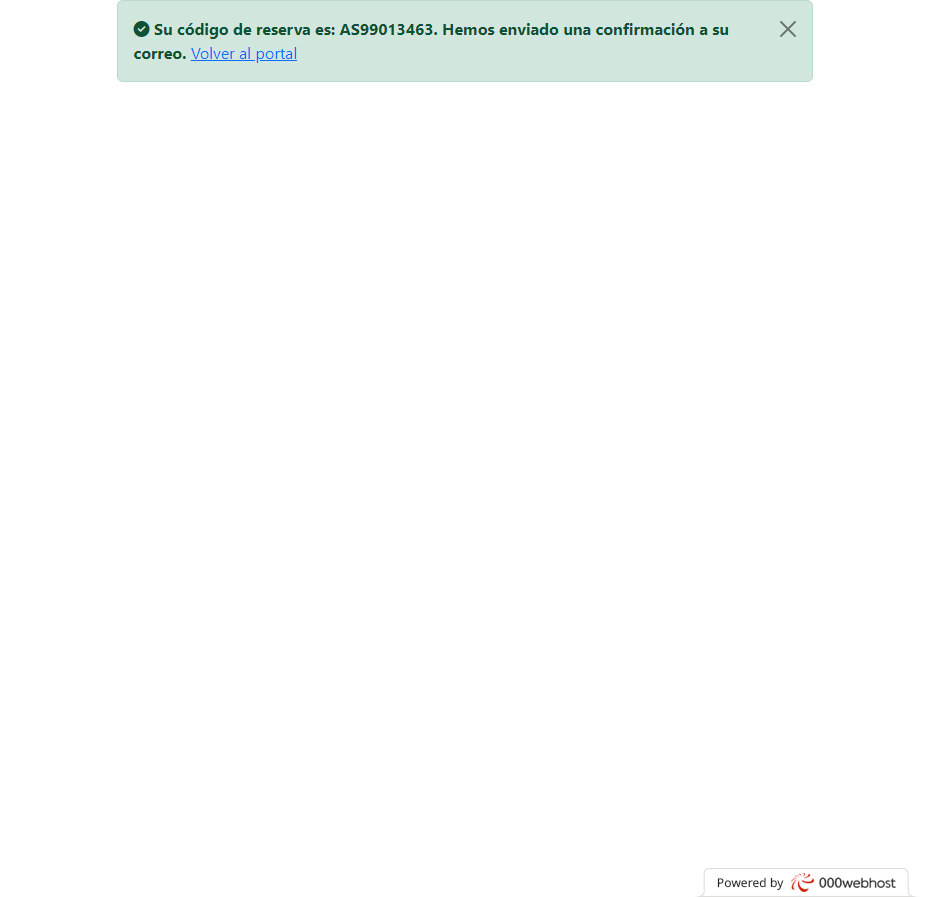 Su código de reserva es: AS99013463. Hemos enviado una confirmación a su
correo. Volver al portal
Powered by 000webhost